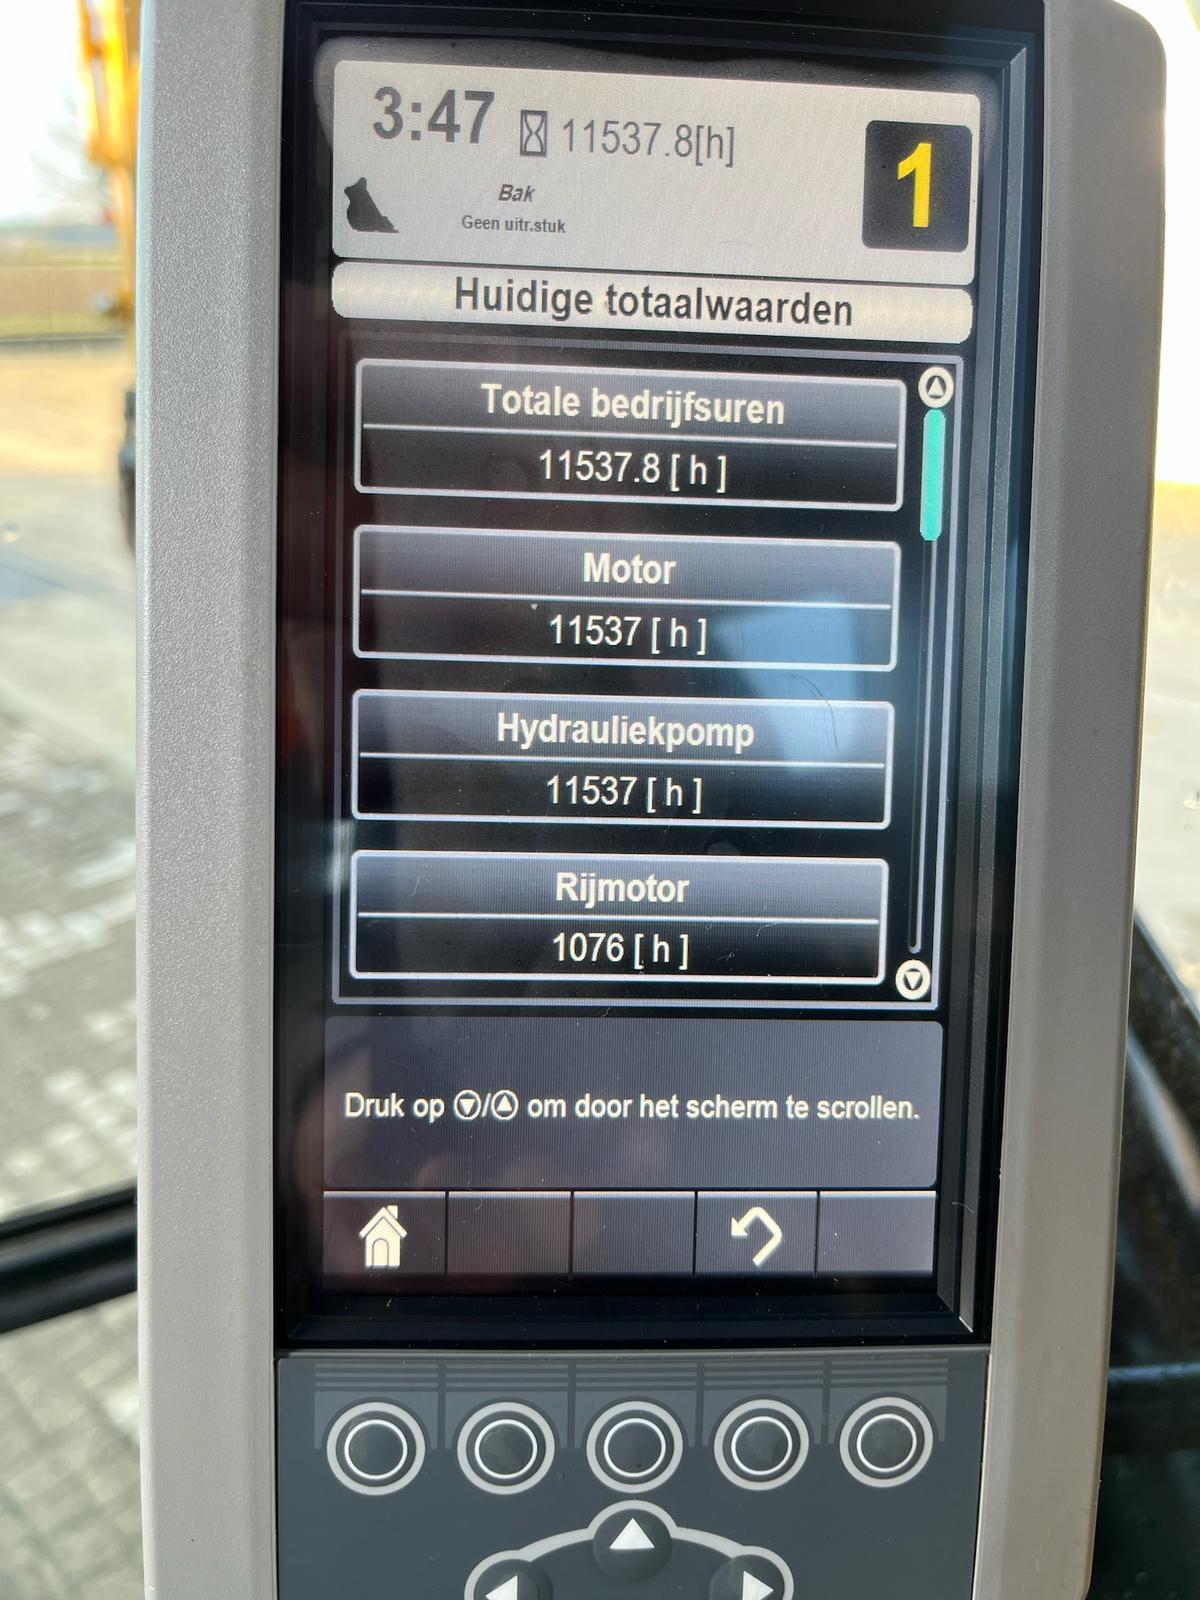 3:47 11537.8[h]
1
Bak
Geen uitr.stuk
Huidige totaalwaarden
Totale bedrijfsuren
11537.8 [ h ]
Motor
11537 [ h ]
Hydrauliekpomp
11537 [ h ]
Rijmotor
1076 [ h ]
Druk op ▼/▲ om door het scherm te scrollen.